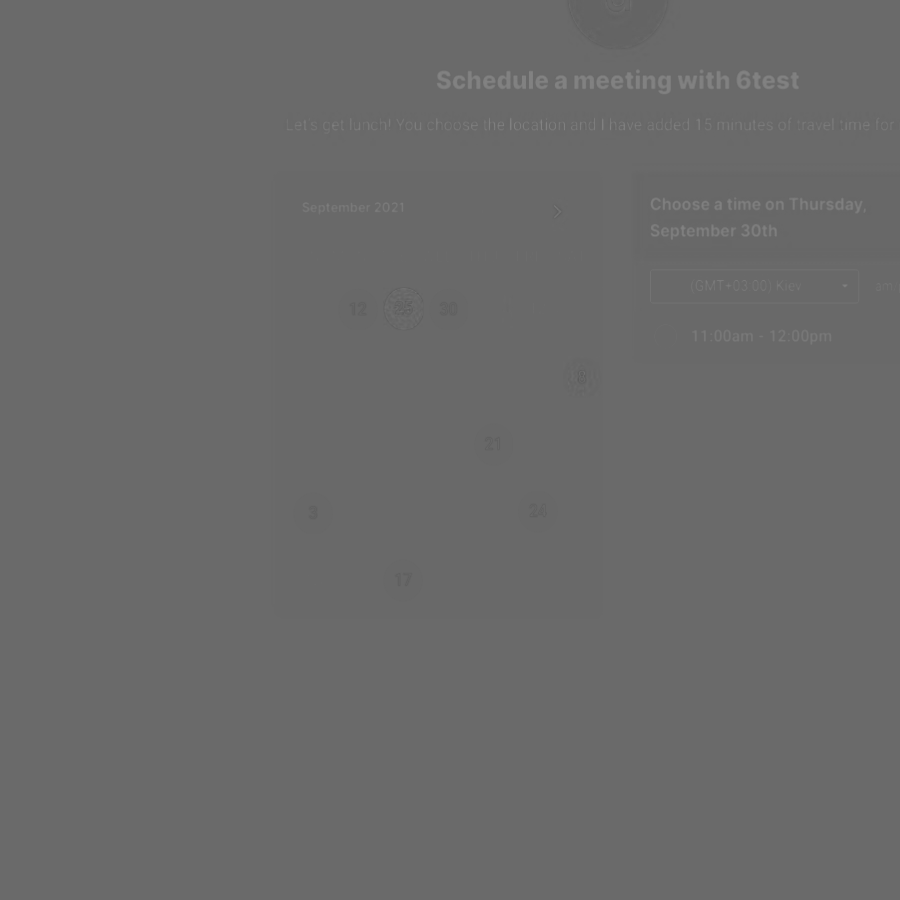 Schedule a meeting with 6test
Let's get lunch! You choose the location and I have added 15 minutes of travel time for
September 2021
Choose a time on Thursday,
September 30th
(GMT+03:00) Kiev
am
12 30
11:00am - 12:00pm
21
3 24
17